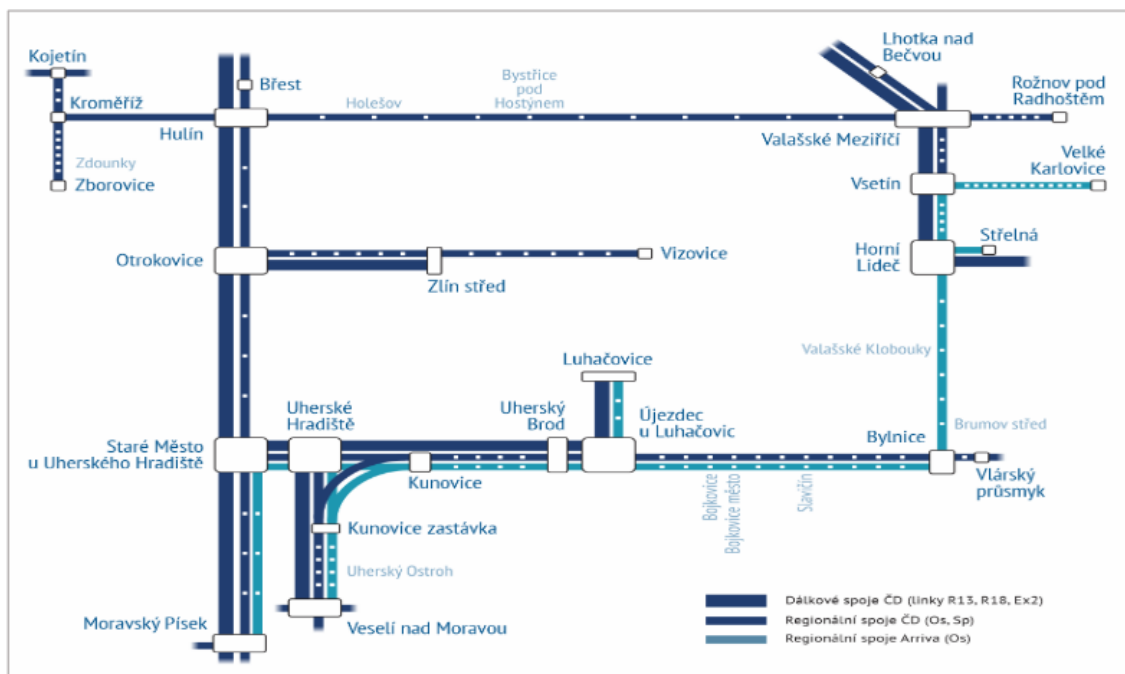 Kojetín
Kroměříž
Zdounky
Zborovice
Břest
Hulín
Holešov
Bystřice
pod
Hostýnem
Lhotka nad
Bečvou
Rožnov pod
Radhoštěm
Valašské Meziříčí
Velké
Karlovice
Vsetín
Otrokovice
Zlín střed
Vizovice
Horní
Lideč
Střelná
Valašské Klobouky
Luhačovice
Uherské
Hradiště
Uherský
Brod
Újezdec
u Luhačovic
Staré Město
u Uherského Hradiště
Kunovice
Bylnice
Brumov střed
Vlárský
průsmyk
Bojkovice
Bojkovice město
Slavičín
Kunovice zastávka
Uherský Ostroh
Moravský Písek
Veselí nad Moravou
Dálkové spoje ČD (linky R13, R18, Ex2)
Regionální spoje ČD (Os, Sp)
Regionální spoje Arriva (Os)